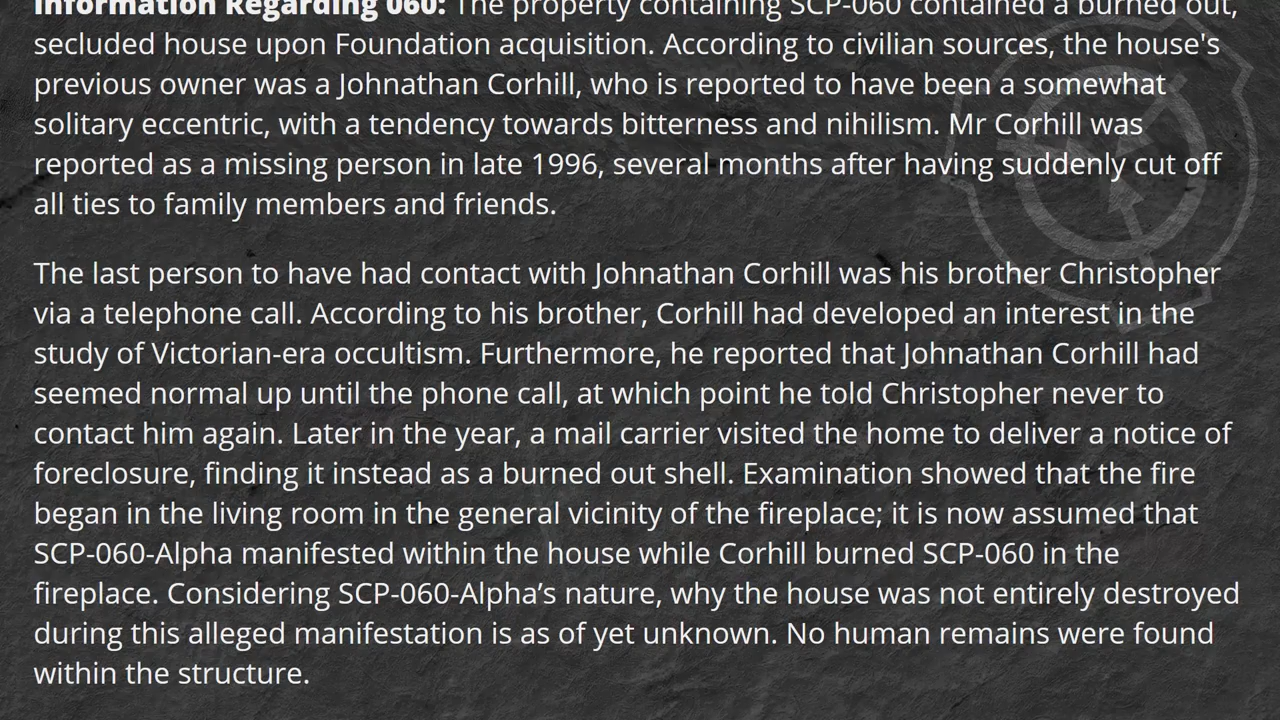 Information Regarding 060: The property containing SCP-060 contained a burned out,
secluded house upon Foundation acquisition. According to civilian sources, the house's
previous owner was a Johnathan Corhill, who is reported to have been a somewhat
solitary eccentric, with a tendency towards bitterness and nihilism. Mr Corhill was
reported as a missing person in late 1996, several months after having suddenly cut off
all ties to family members and friends.
The last person to have had contact with Johnathan Corhill was his brother Christopher
via a telephone call. According to his brother, Corhill had developed an interest in the
study of Victorian-era occultism. Furthermore, he reported that Johnathan Corhill had
seemed normal up until the phone call, at which point he told Christopher never to
contact him again. Later in the year, a mail carrier visited the home to deliver a notice of
foreclosure, finding it instead as a burned out shell. Examination showed that the fire
began in the living room in the general vicinity of the fireplace; it is now assumed that
SCP-060-Alpha manifested within the house while Corhill burned SCP-060 in the
fireplace. Considering SCP-060-Alpha’s nature, why the house was not entirely destroyed
during this alleged manifestation is as of yet unknown. No human remains were found
within the structure.